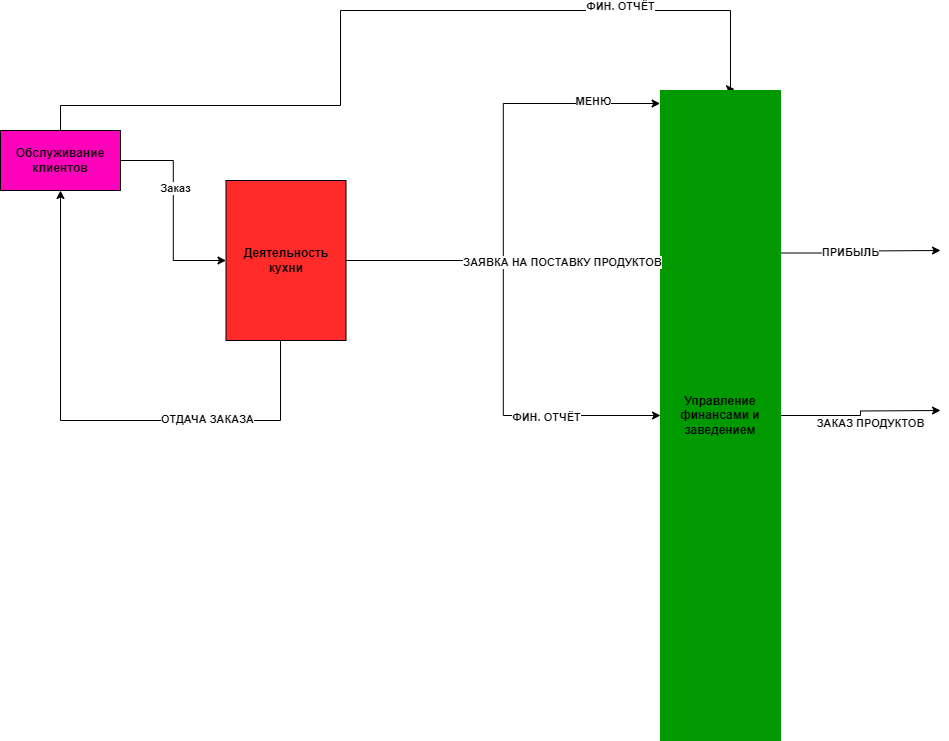 ФИН. ОТЧЁТ
МЕНЮ
Обслуживание
клиентов
Заказ
Деятельность
кухни
ЗАЯВКА НА ПОСТАВКУ ПРОДУКТОВ
ПРИБЫЛЬ
Управление
финансами и
заведением
ОТДАЧА ЗАКАЗА
ФИН. ОТЧЁТ
ЗАКАЗ ПРОДУКТОВ